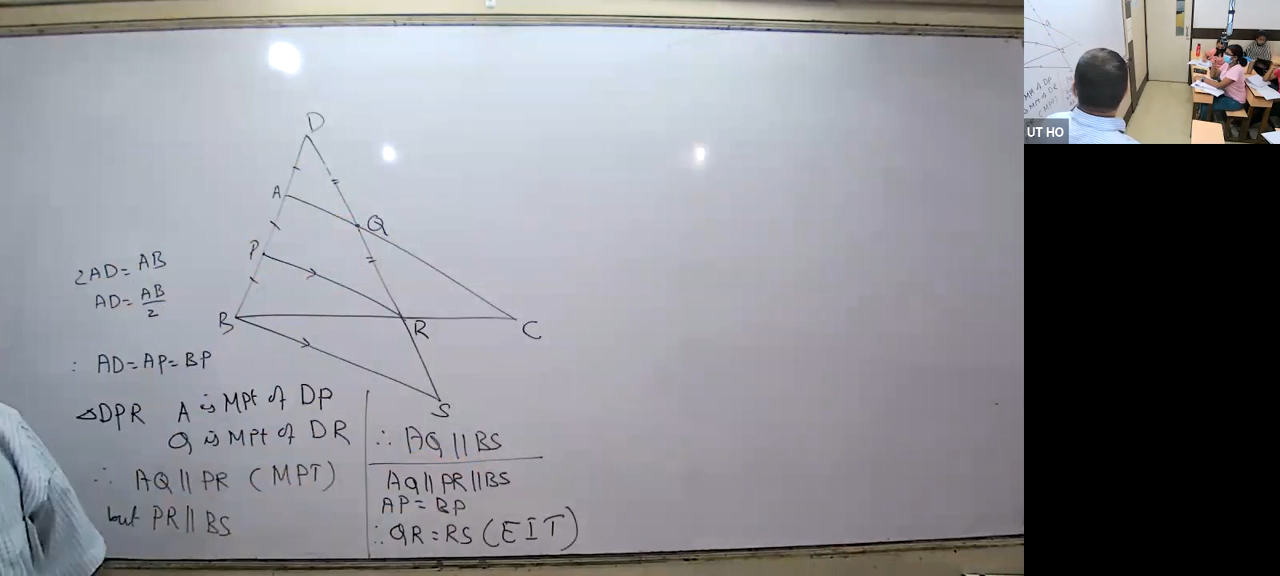 D
A
Q
P
B
R
C
S
2AD = AB
AD = AB/2
: AD = AP = BP
△DPR A is MPt of DP
Q is MPt of DR
∴ AQ || PR (MPT)
but PR || BS
∴ AQ || BS
AQ || PR || BS
AP = BP
∴ QR = RS (EIT)
UT HO